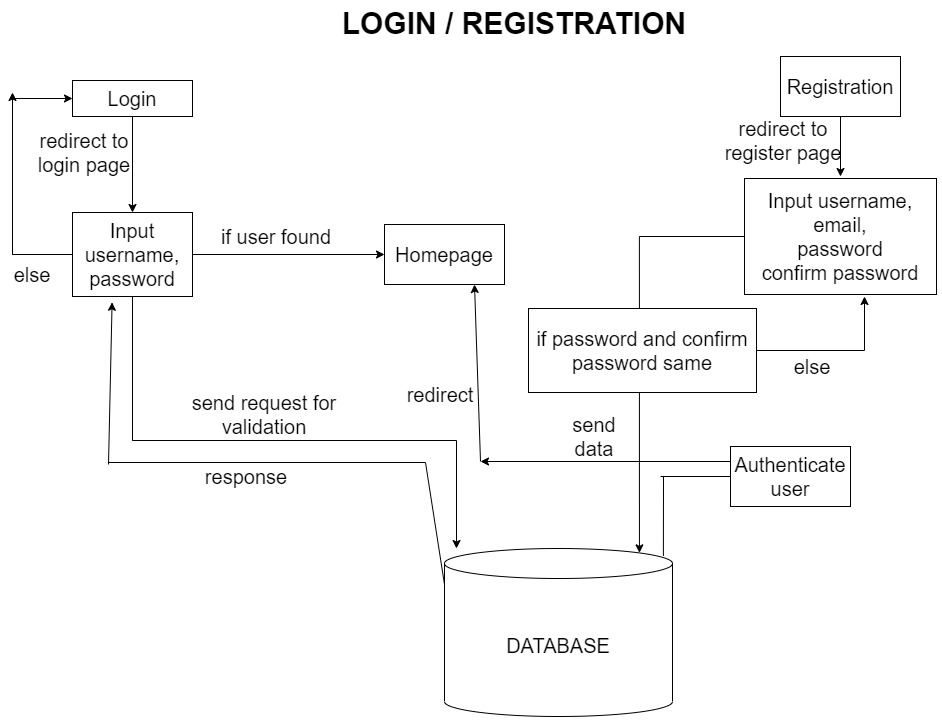 LOGIN / REGISTRATION
Login
redirect to
login page
Input
username,
password
else
if user found
Homepage
send request for
validation
response
redirect
Registration
redirect to
register page
Input username,
email,
password
confirm password
if password and confirm
password same
else
send
data
Authenticate
user
DATABASE